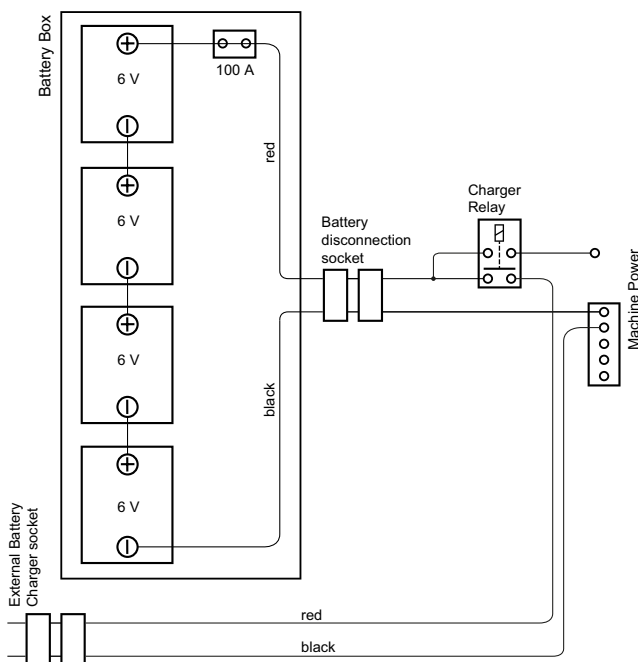 Battery Box
6 V
100 A
red
6 V
Charger
Relay
Battery
disconnection
socket
Machine Power
6 V
black
6 V
External Battery
Charger socket
red
black